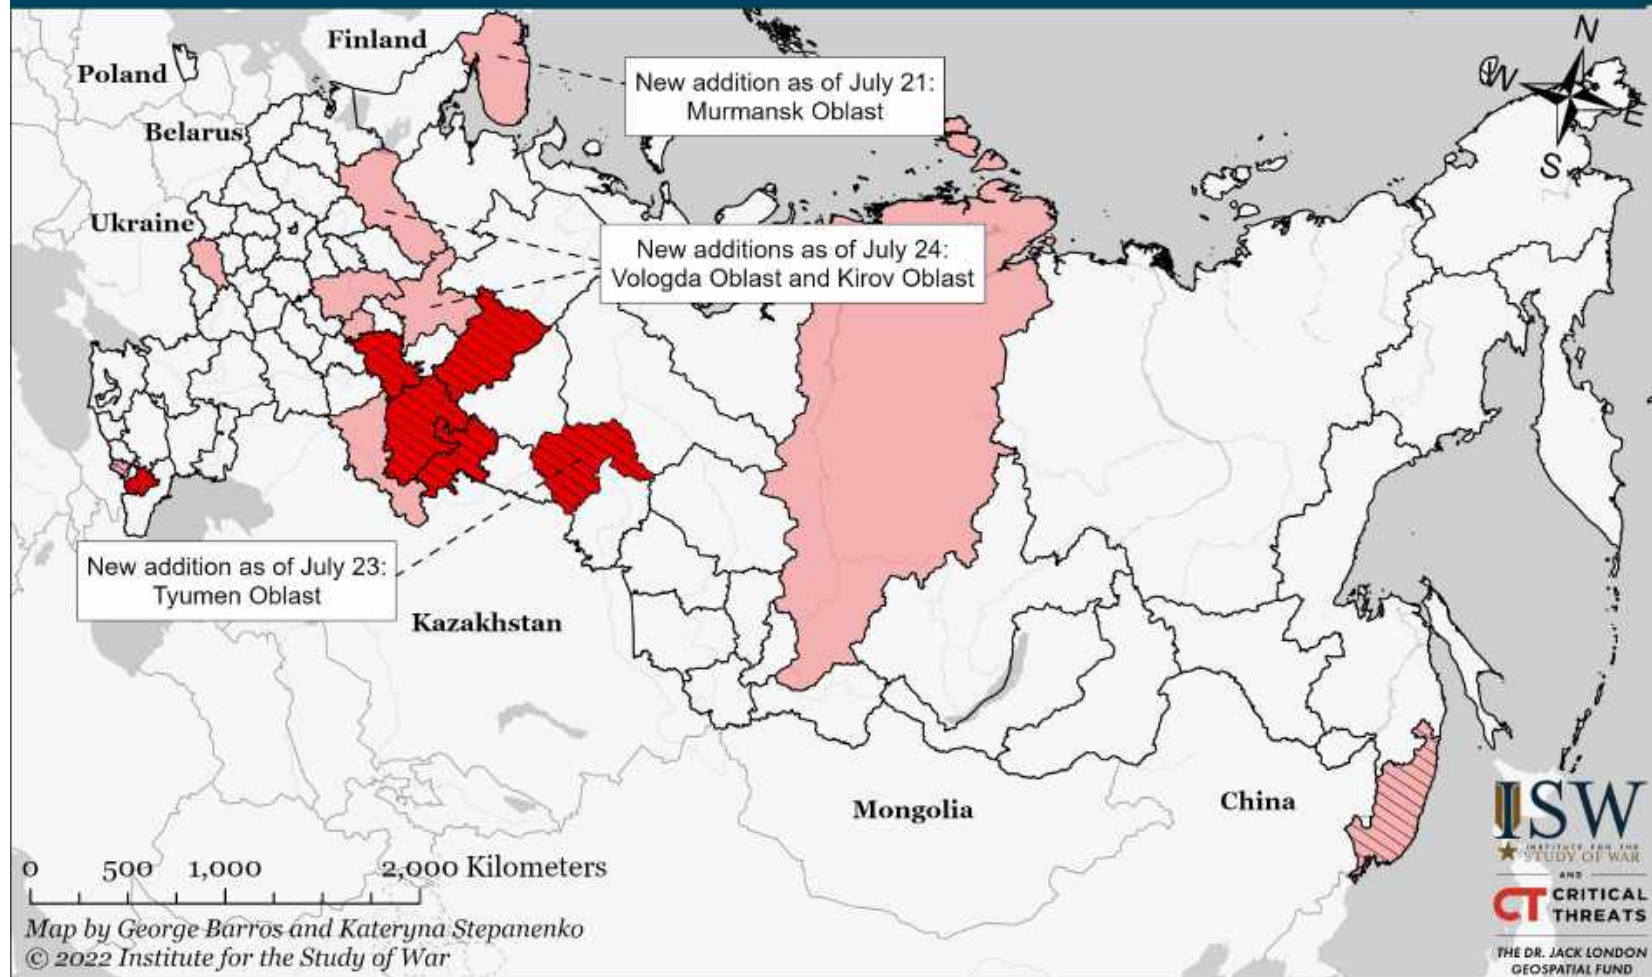 Finland
Poland
Belarus
Ukraine
New addition as of July 21:
Murmansk Oblast
New additions as of July 24:
Vologda Oblast and Kirov Oblast
New addition as of July 23:
Tyumen Oblast
Kazakhstan
Mongolia
China
N
W
E
S
0 500 1,000 2,000 Kilometers
Map by George Barros and Kateryna Stepanenko
© 2022 Institute for the Study of War
ISW
INSTITUTE FOR THE
STUDY OF WAR
AND
CT CRITICAL
THREATS
THE DR. JACK LONDON
GEOSPATIAL FUND